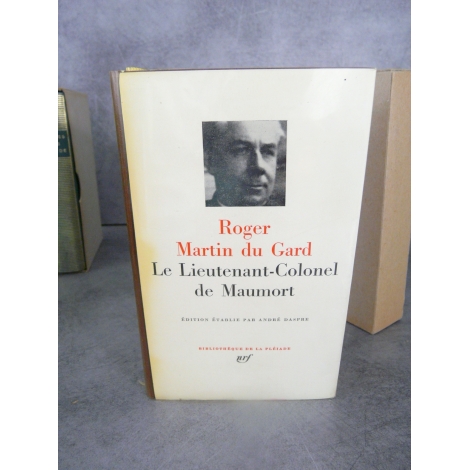 Roger
Martin du Gard
Le Lieutenant-Colonel
de Maumort
ÉDITION ÉTABLIE PAR ANDRÉ DASPRE
BIBLIOTHÈQUE DE LA PLÉIADE
nrf